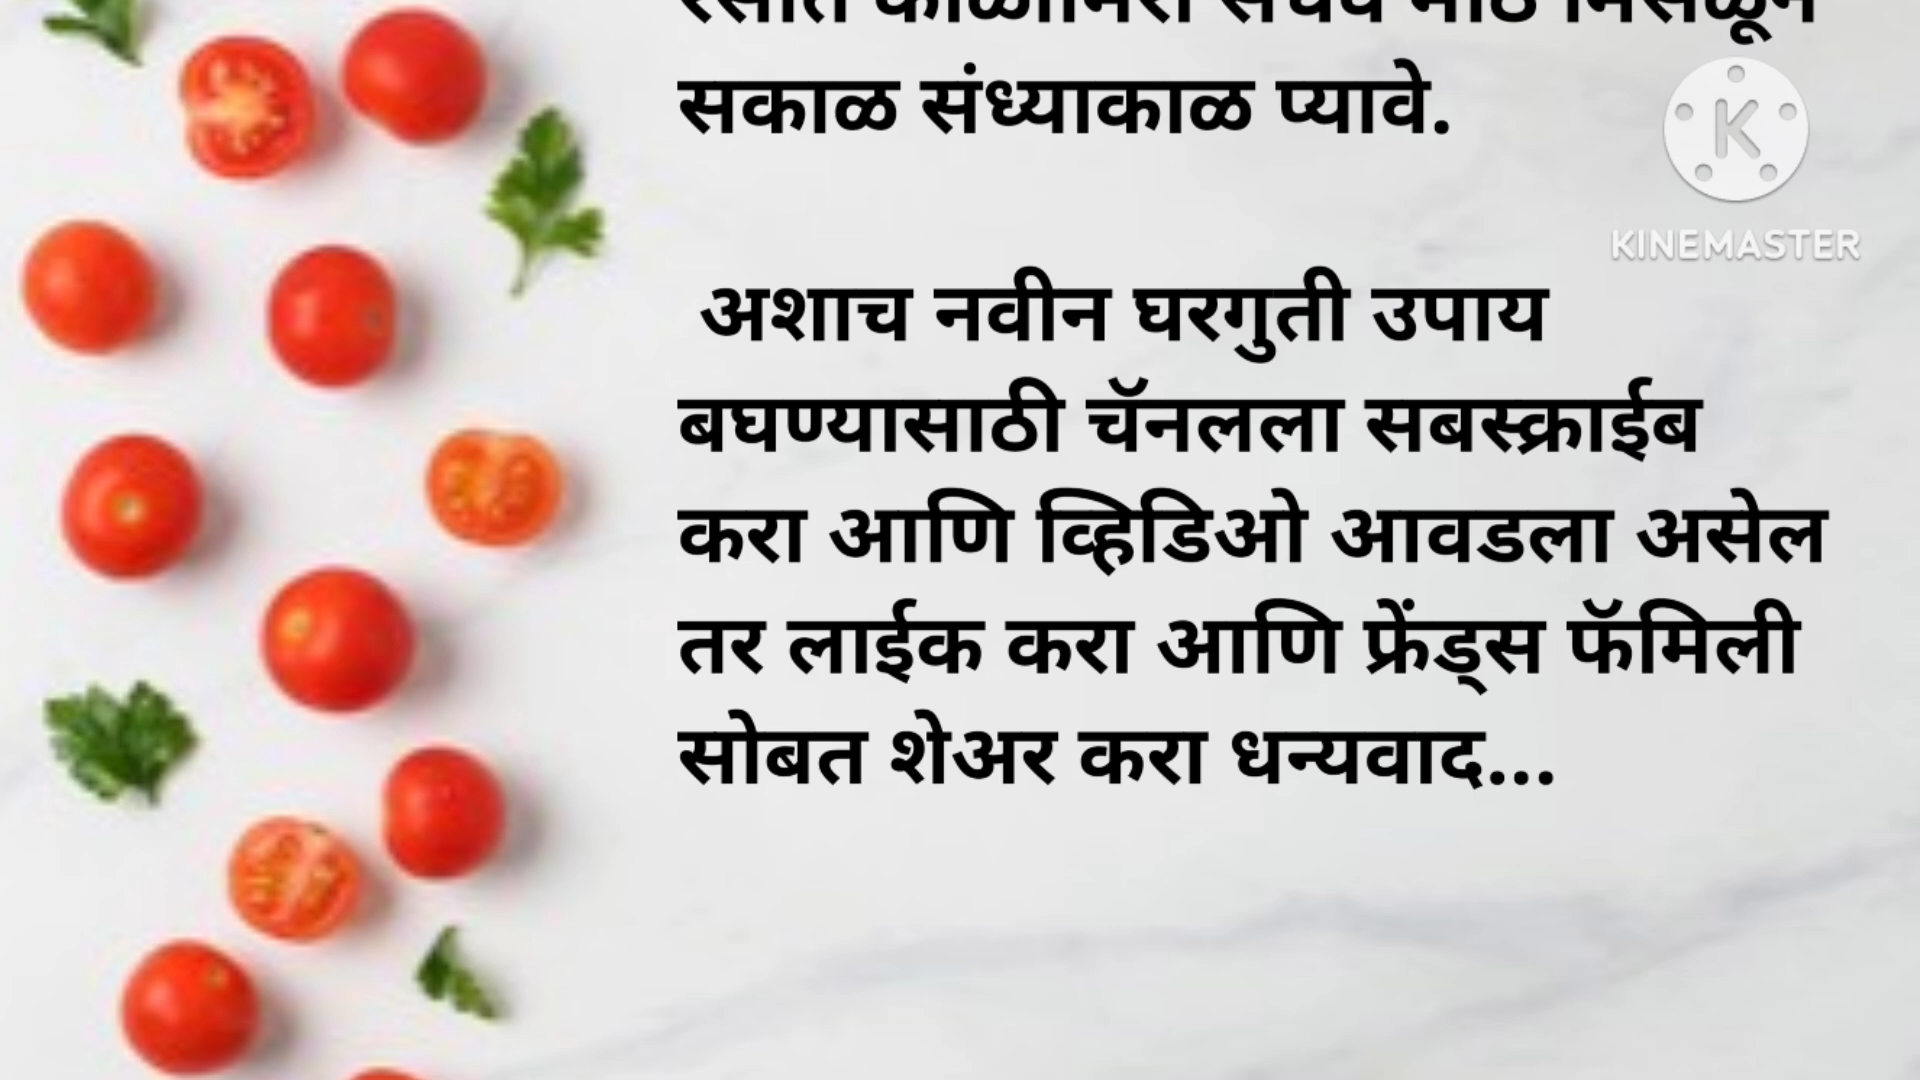 सकाळ संध्याकाळ प्यावे.
KINEMASTER
अशाच नवीन घरगुती उपाय
बघण्यासाठी चॅनलला सबस्क्राईब
करा आणि व्हिडिओ आवडला असेल
तर लाईक करा आणि फ्रेंड्स फॅमिली
सोबत शेअर करा धन्यवाद...